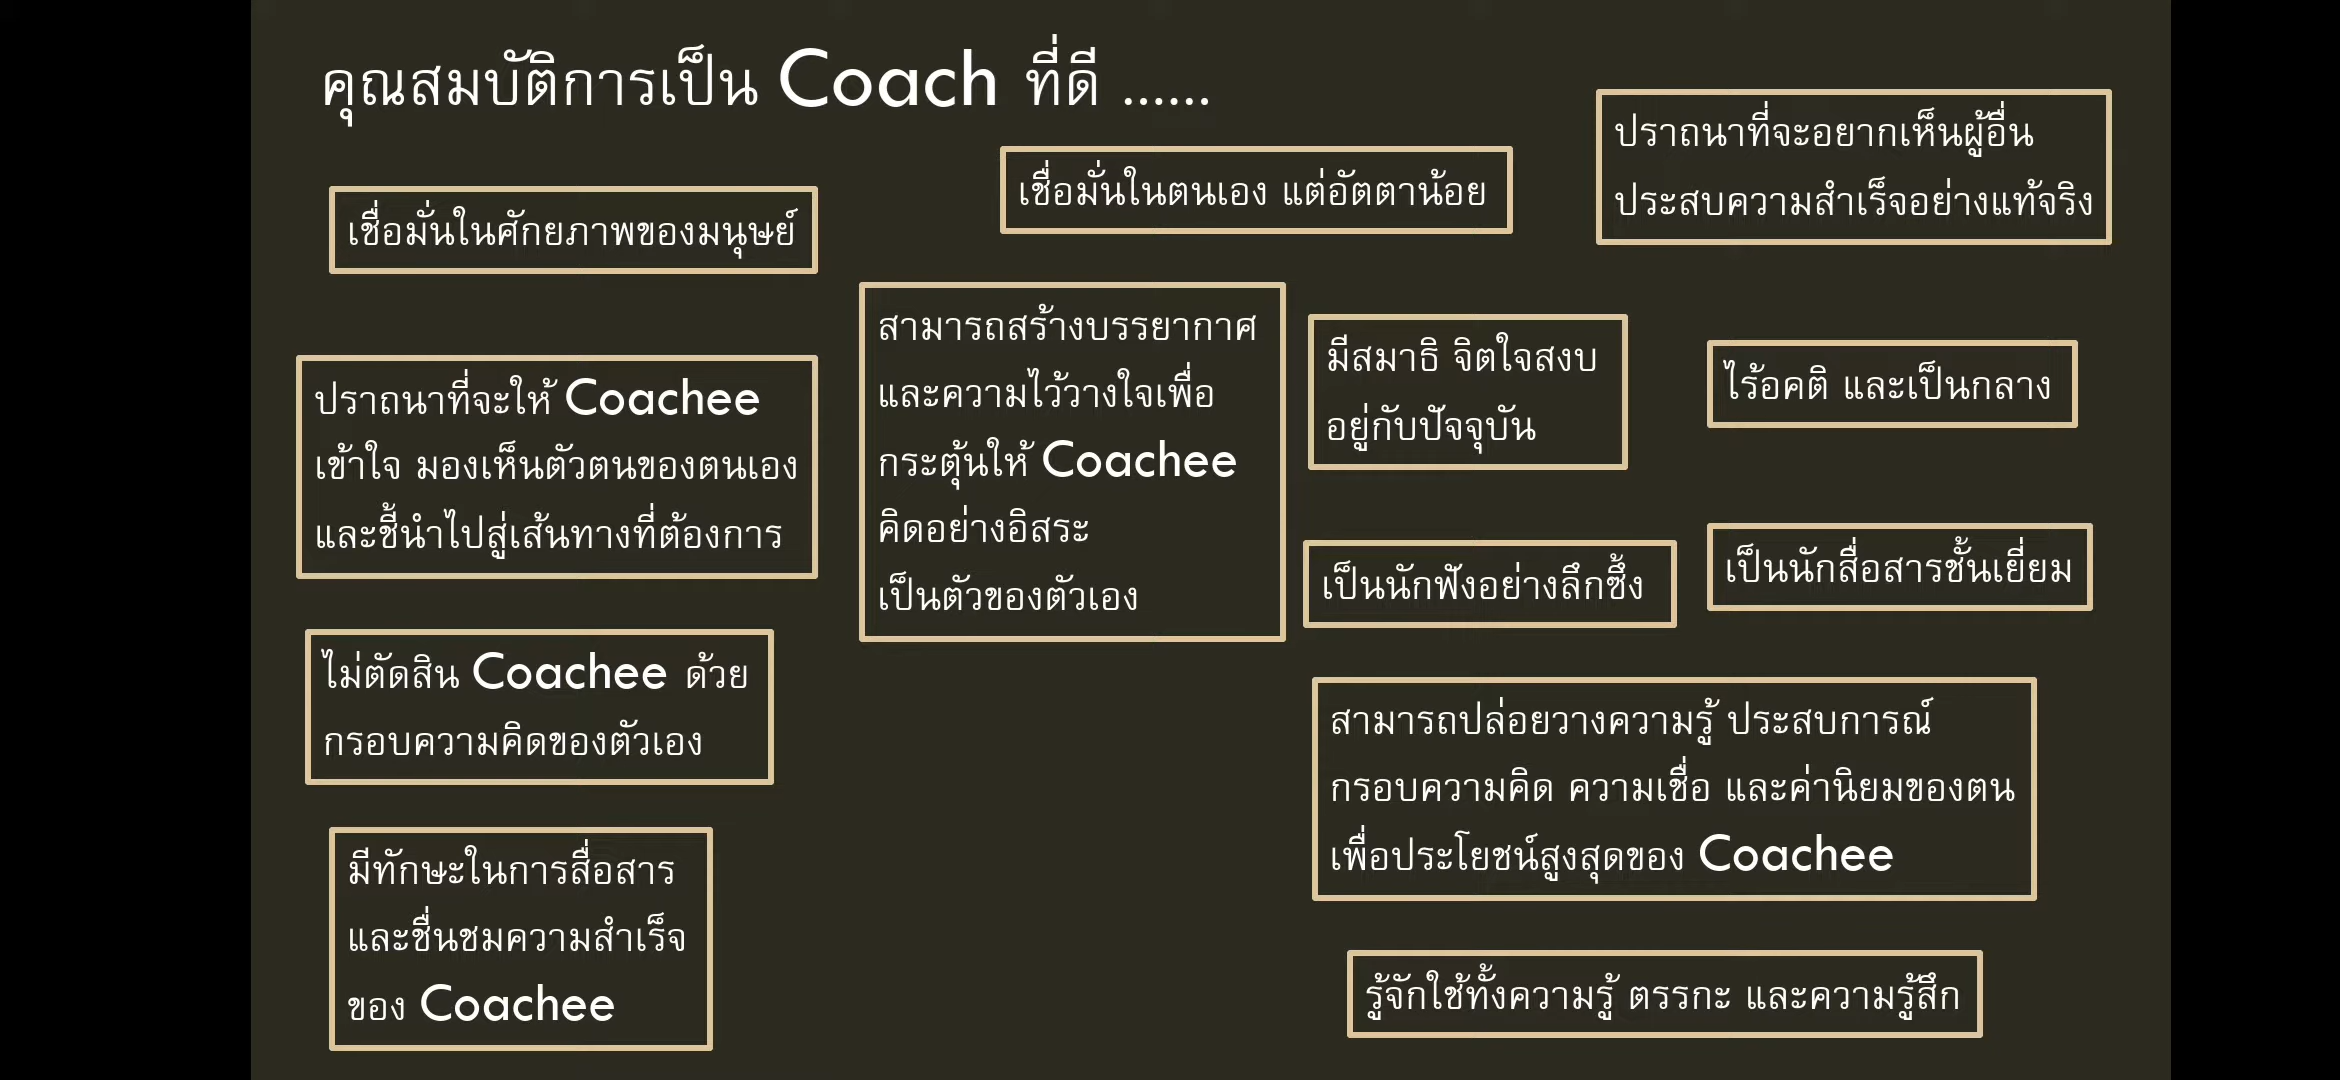 คุณสมบัติการเป็น Coach ที่ดี ......
เชื่อมั่นในศักยภาพของมนุษย์
เชื่อมั่นในตนเอง แต่อัตตาน้อย
ปราถนาที่จะอยากเห็นผู้อื่น
ประสบความสำเร็จอย่างแท้จริง
ปราถนาที่จะให้ Coachee
เข้าใจ มองเห็นตัวตนของตนเอง
และชี้นำไปสู่เส้นทางที่ต้องการ
สามารถสร้างบรรยากาศ
และความไว้วางใจเพื่อ
กระตุ้นให้ Coachee
คิดอย่างอิสระ
เป็นตัวของตัวเอง
มีสมาธิ จิตใจสงบ
อยู่กับปัจจุบัน
ไร้อคติ และเป็นกลาง
เป็นนักฟังอย่างลึกซึ้ง
เป็นนักสื่อสารชั้นเยี่ยม
ไม่ตัดสิน Coachee ด้วย
กรอบความคิดของตัวเอง
สามารถปล่อยวางความรู้ ประสบการณ์
กรอบความคิด ความเชื่อ และค่านิยมของตน
เพื่อประโยชน์สูงสุดของ Coachee
มีทักษะในการสื่อสาร
และชื่นชมความสำเร็จ
ของ Coachee
รู้จักใช้ทั้งความรู้ ตรรกะ และความรู้สึก